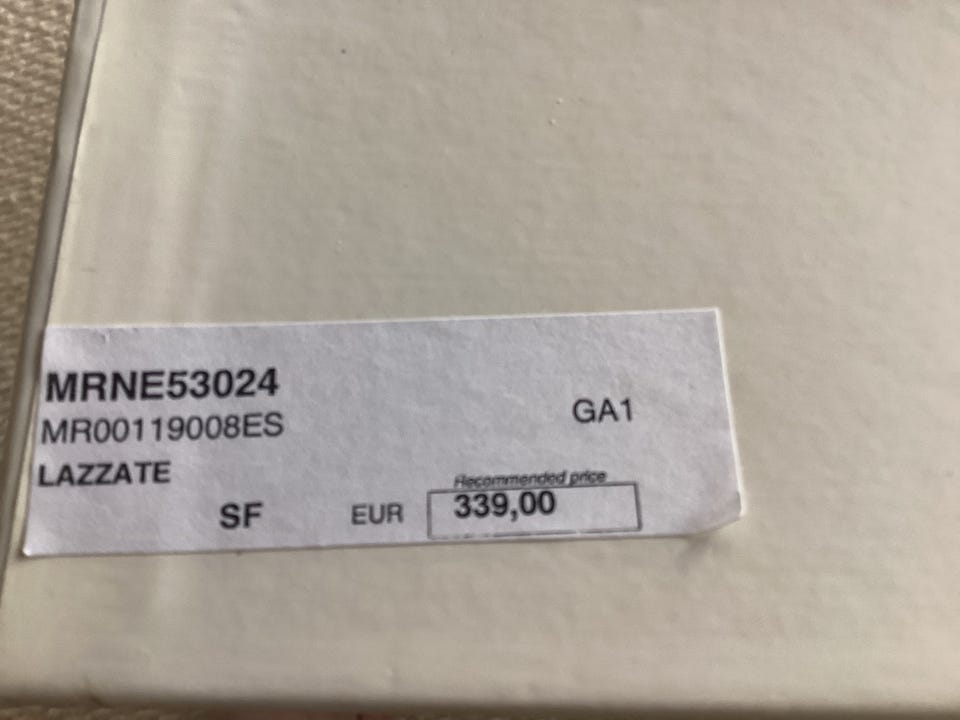 MRNE53024
MR00119008ES
GA1
LAZZATE
Recommended price
SF EUR 339,00